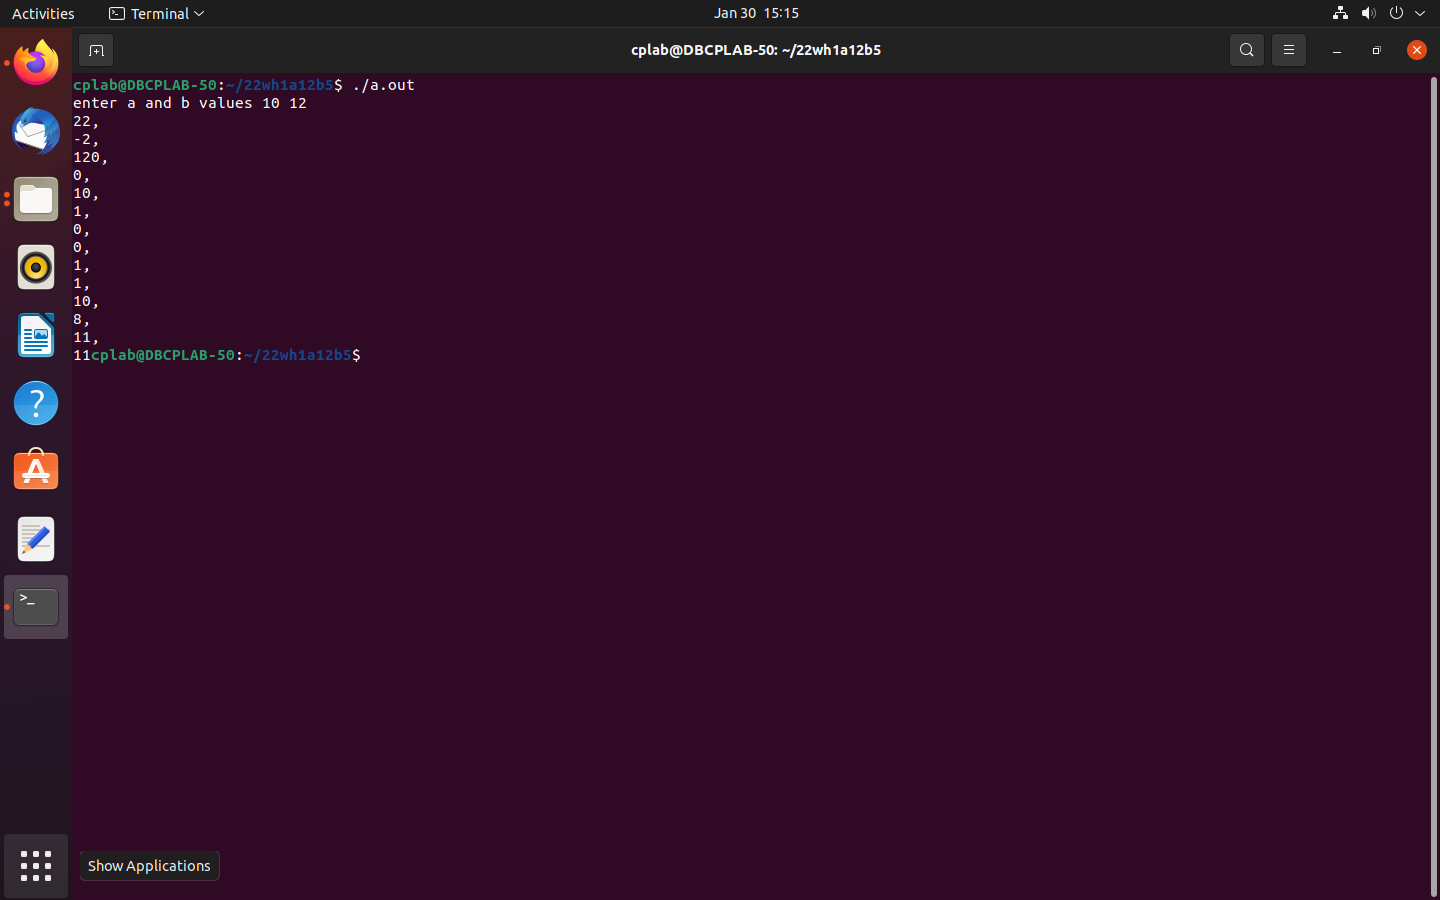 Activities
Terminal
Jan 30 15:15
cplab@DBCPLAB-50: ~/22wh1a12b5
cplab@DBCPLAB-50:~/22wh1a12b5$ ./a.out
enter a and b values 10 12
22,
-2,
120,
0,
10,
1,
0,
0,
1,
1,
10,
8,
11,
11cplab@DBCPLAB-50:~/22wh1a12b5$
Show Applications